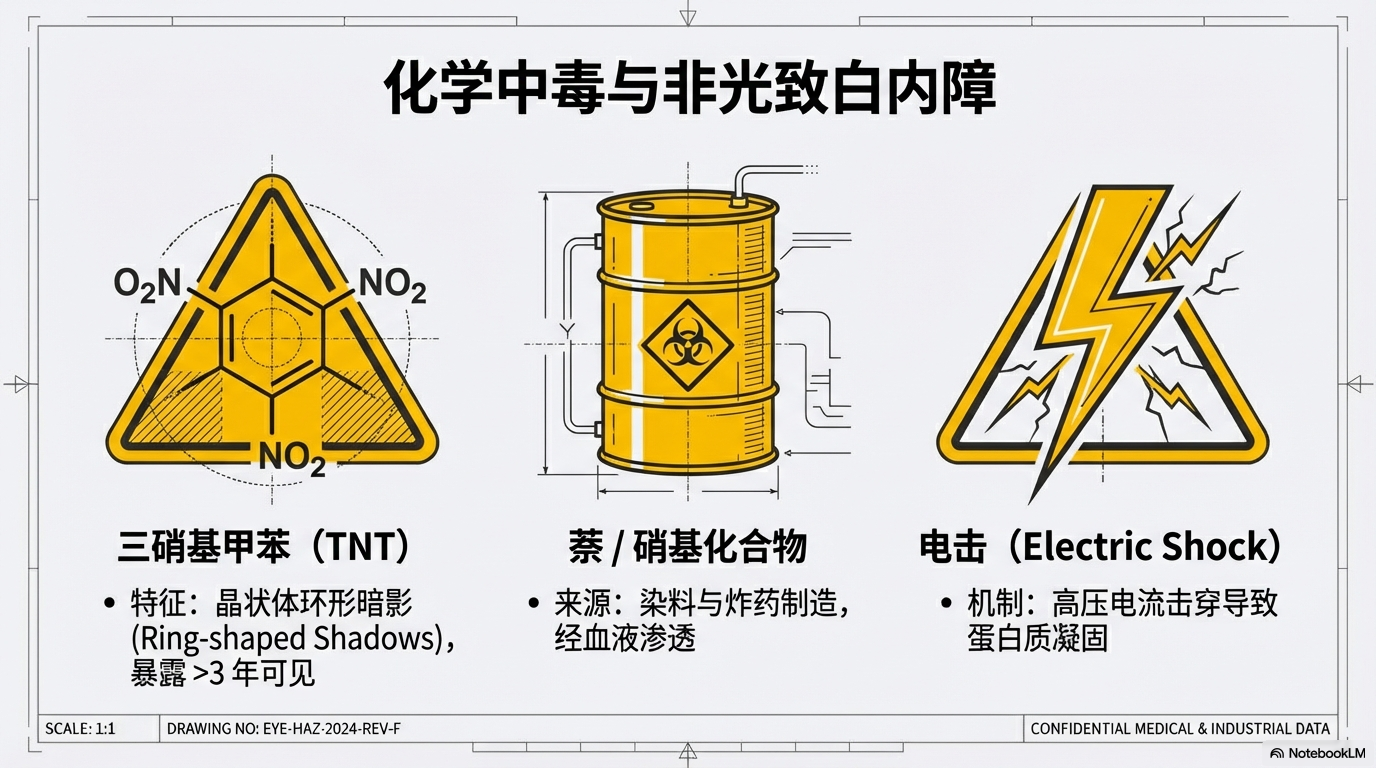 化学中毒与非光致白内障
O₂N
NO₂
NO₂
Y
三硝基甲苯（TNT）
• 特征：晶状体环形暗影
(Ring-shaped Shadows)，
暴露 >3 年可见
萘 / 硝基化合物
• 来源：染料与炸药制造，
经血液渗透
电击（Electric Shock）
• 机制：高压电流击穿导致
蛋白质凝固
SCALE: 1:1
DRAWING NO: EYE-HAZ-2024-REV-F
CONFIDENTIAL MEDICAL & INDUSTRIAL DATA
NotebookLM